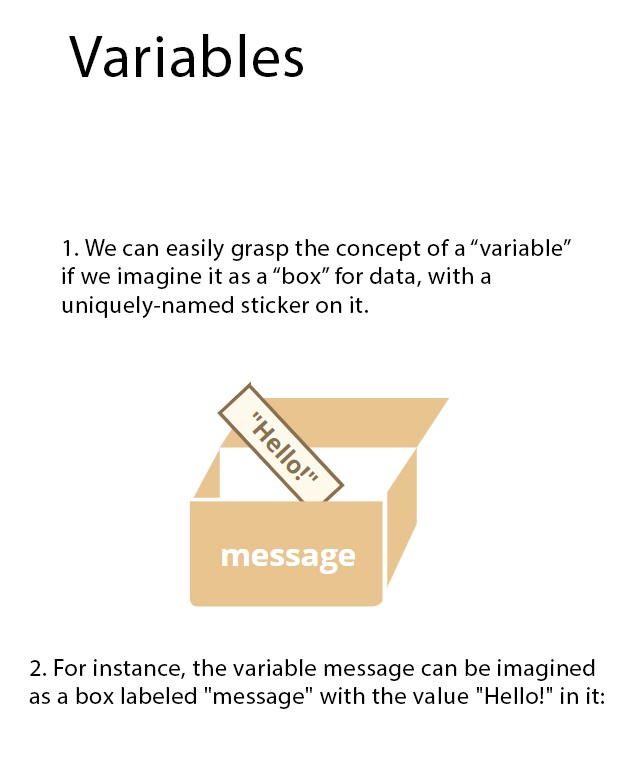 Variables
1. We can easily grasp the concept of a “variable”
if we imagine it as a “box” for data, with a
uniquely-named sticker on it.
"Hello!"
message
2. For instance, the variable message can be imagined
as a box labeled "message" with the value "Hello!" in it: